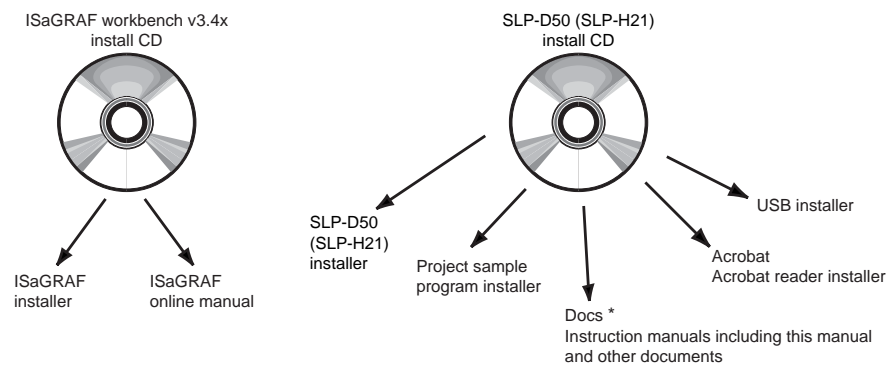 ISaGRAF workbench v3.4x
install CD
SLP-D50 (SLP-H21)
install CD
ISaGRAF
installer
ISaGRAF
online manual
SLP-D50
(SLP-H21)
installer
Project sample
program installer
Docs *
Instruction manuals including this manual
and other documents
Acrobat
Acrobat reader installer
USB installer